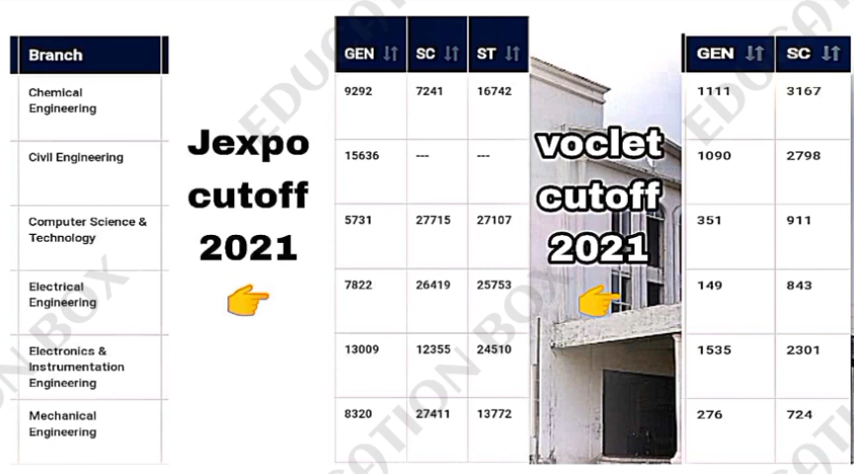 Branch
Chemical
Engineering
Civil Engineering
Computer Science &
Technology
Electrical
Engineering
Electronics &
Instrumentation
Engineering
Mechanical
Engineering
Jexpo
cutoff
2021
GEN SC ST
9292 7241 16742
15636 --- ---
5731 27715 27107
7822 26419 25753
13009 12355 24510
8320 27411 13772
voclet
cutoff
2021
GEN SC
1111 3167
1090 2798
351 911
149 843
1535 2301
276 724
EDUCATION BOX